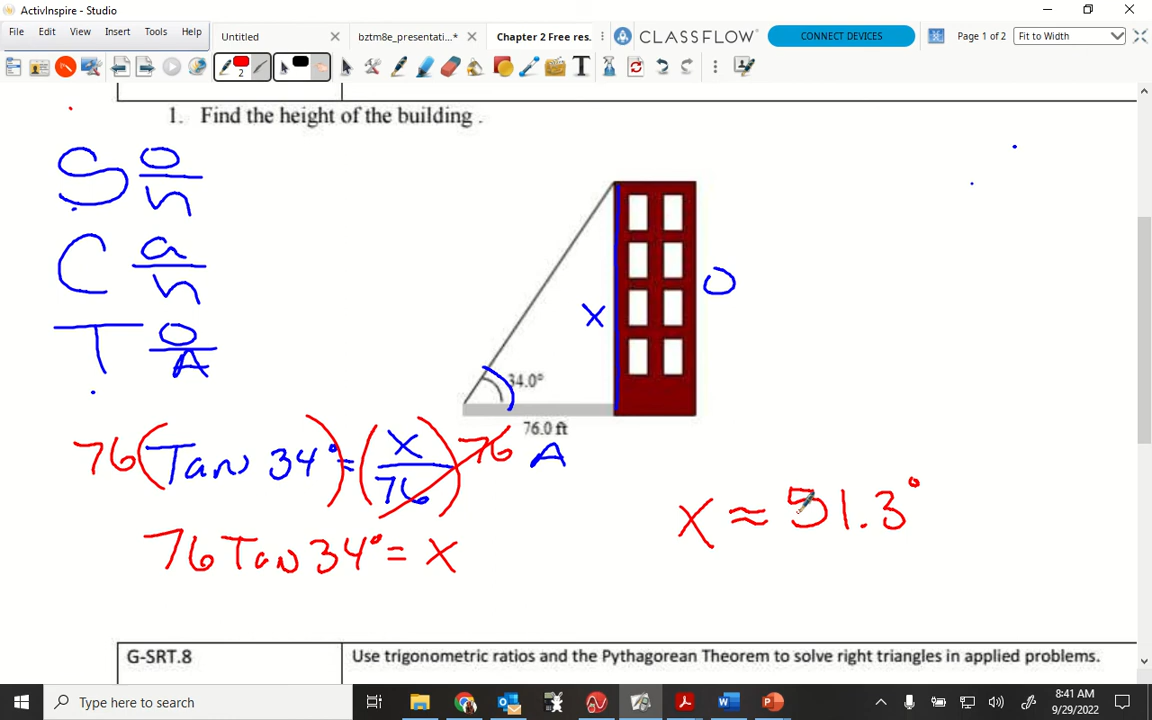 ActivInspire - Studio
File Edit View Insert Tools Help
Untitled
bztm8e_presentati...*
Chapter 2 Free res.
CLASSFLOW
CONNECT DEVICES
Page 1 of 2
Fit to Width
2
T
1. Find the height of the building .
S o/h
C a/h
T o/A
x
O
34.0°
76.0 ft
A
76(Tan 34°) = (x/76) 76
76 Tan 34° = x
x ≈ 51.3°
G-SRT.8
Use trigonometric ratios and the Pythagorean Theorem to solve right triangles in applied problems.
Type here to search
8:41 AM
9/29/2022